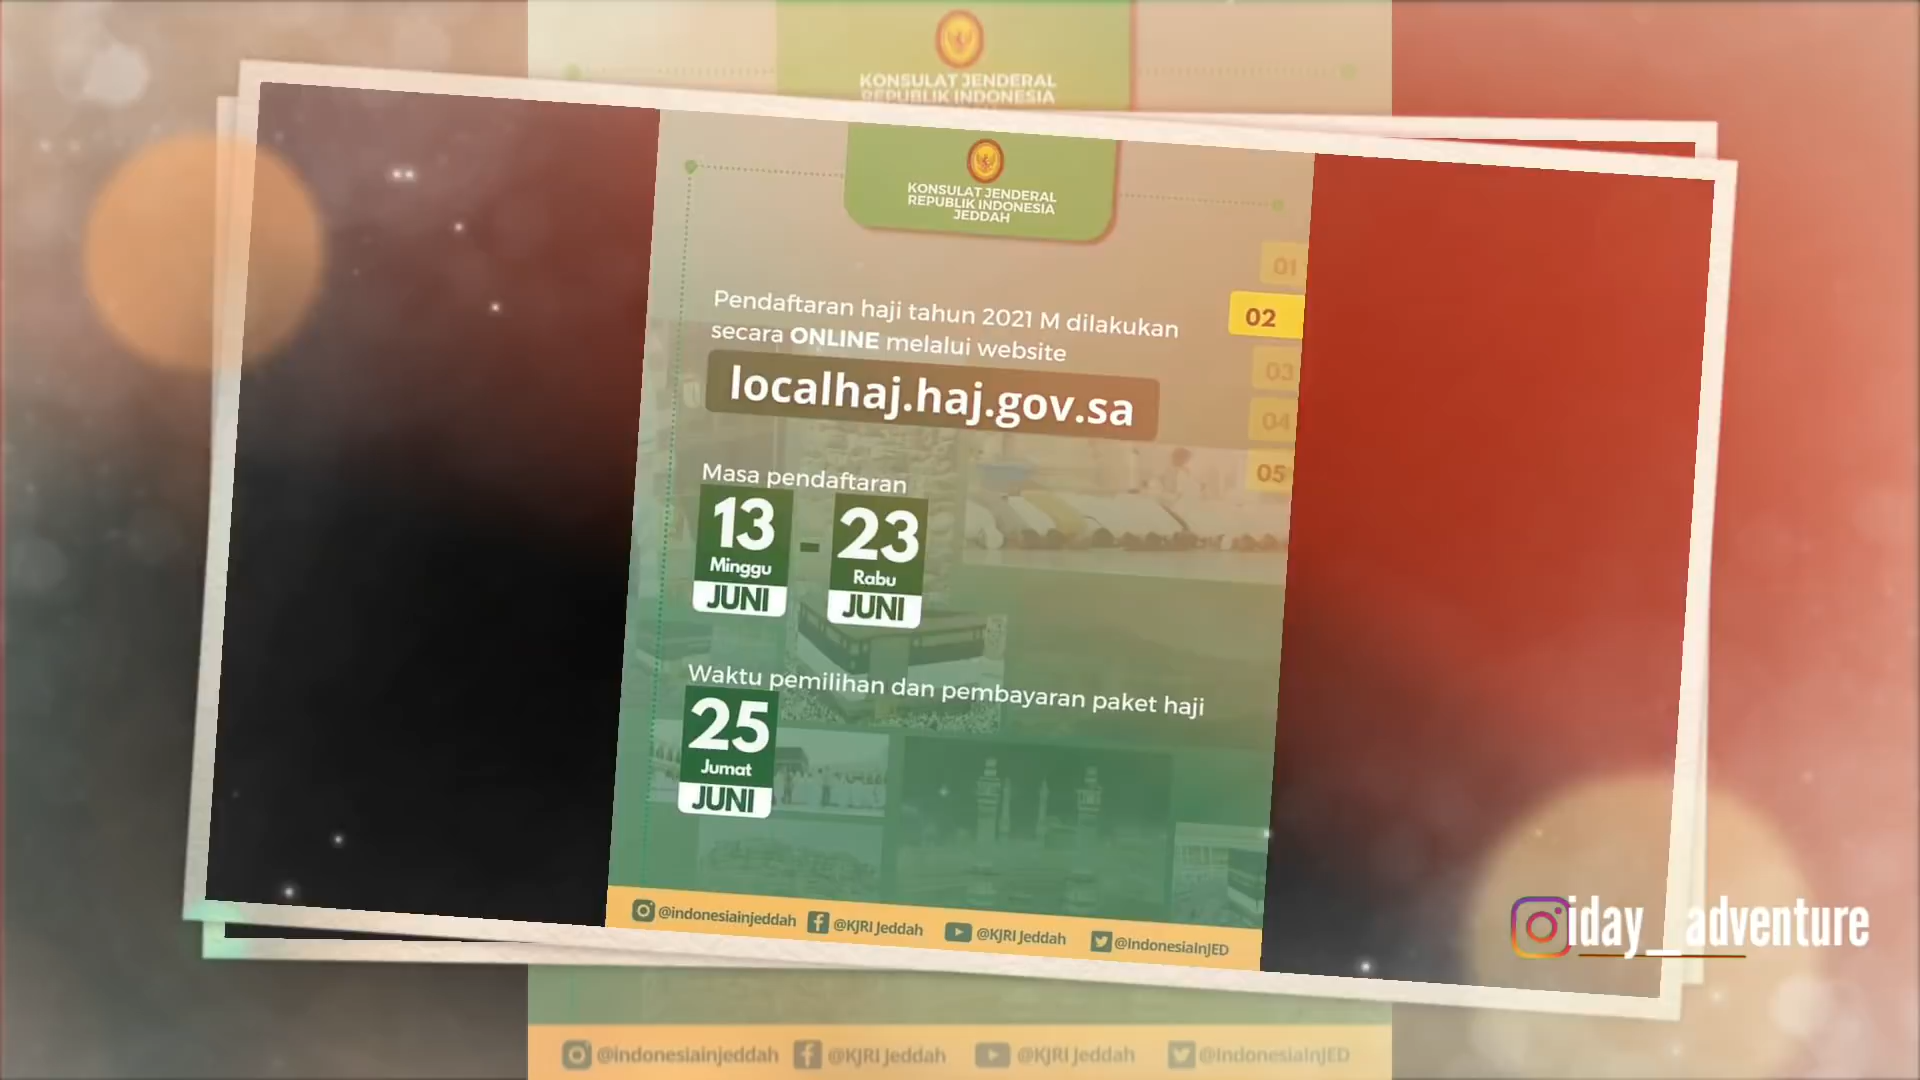 KONSULAT JENDERAL
REPUBLIK INDONESIA
KONSULAT JENDERAL
REPUBLIK INDONESIA
JEDDAH
01
02
03
04
05
Pendaftaran haji tahun 2021 M dilakukan
secara ONLINE melalui website
localhaj.haj.gov.sa
Masa pendaftaran
13 - 23
Minggu Rabu
JUNI JUNI
Waktu pemilihan dan pembayaran paket haji
25
Jumat
JUNI
@indonesiainjeddah @KJRI Jeddah @KJRI Jeddah @IndonesiaInJED
iday__adventure
@indonesiainjeddah @KJRI Jeddah @KJRI Jeddah @IndonesiaInJED